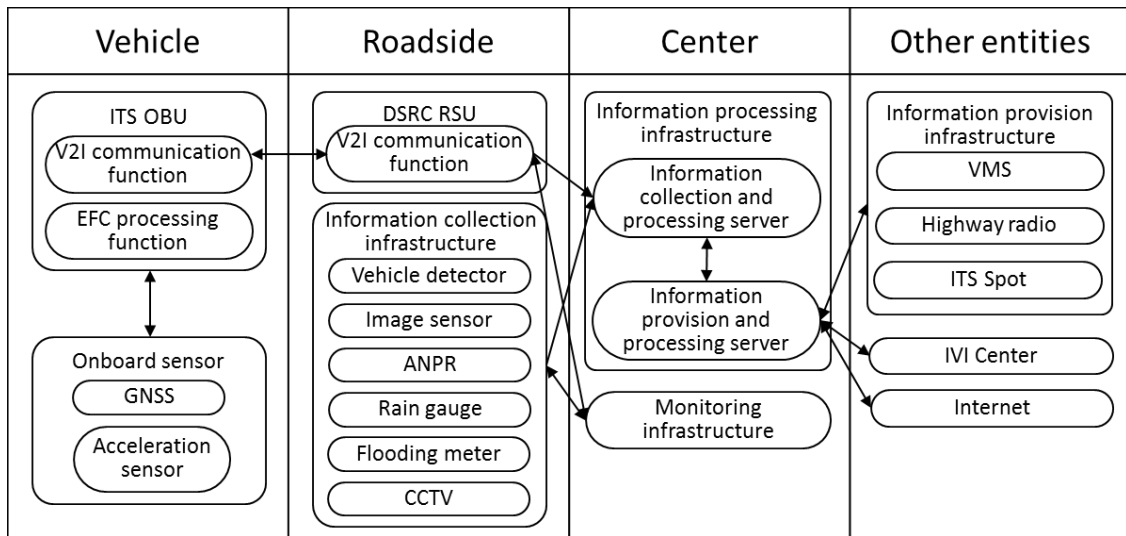 Vehicle
Roadside
Center
Other entities
ITS OBU
V2I communication
function
EFC processing
function
Onboard sensor
GNSS
Acceleration
sensor
DSRC RSU
V2I communication
function
Information collection
infrastructure
Vehicle detector
Image sensor
ANPR
Rain gauge
Flooding meter
CCTV
Information processing
infrastructure
Information
collection and
processing server
Information
provision and
processing server
Monitoring
infrastructure
Information provision
infrastructure
VMS
Highway radio
ITS Spot
IVI Center
Internet